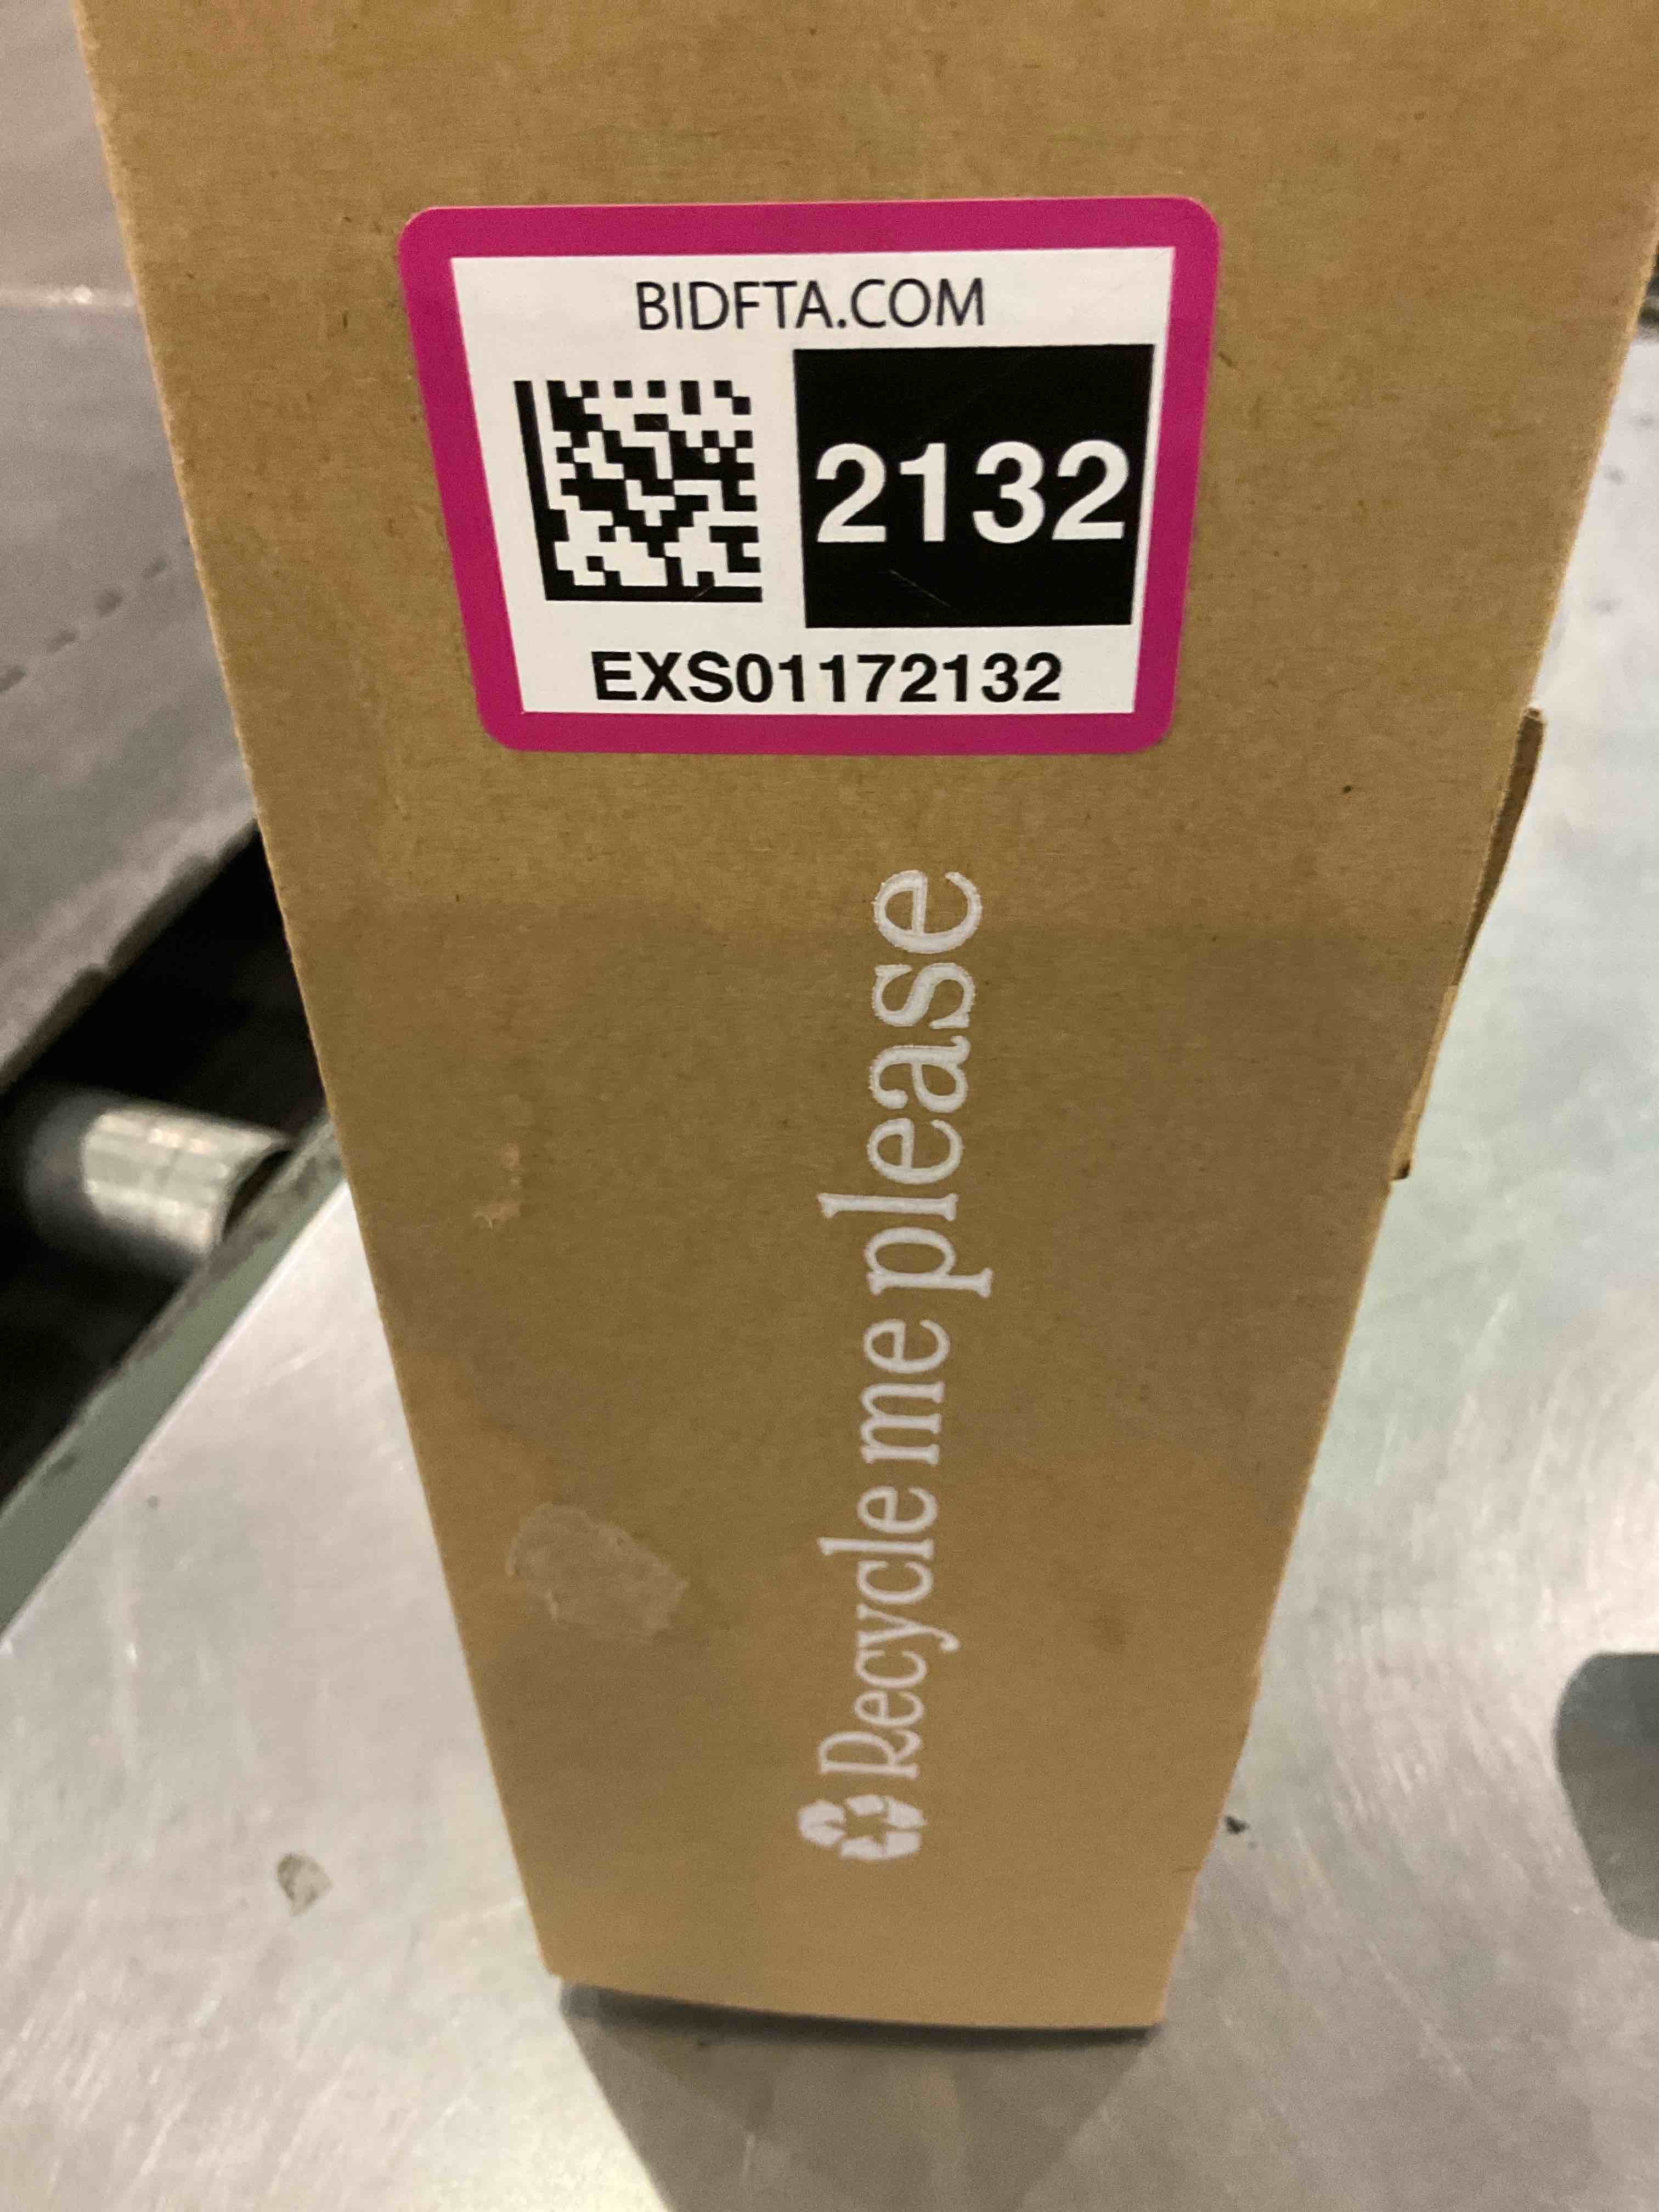 BIDFTA.COM
2132
EXS01172132
Recycle me please